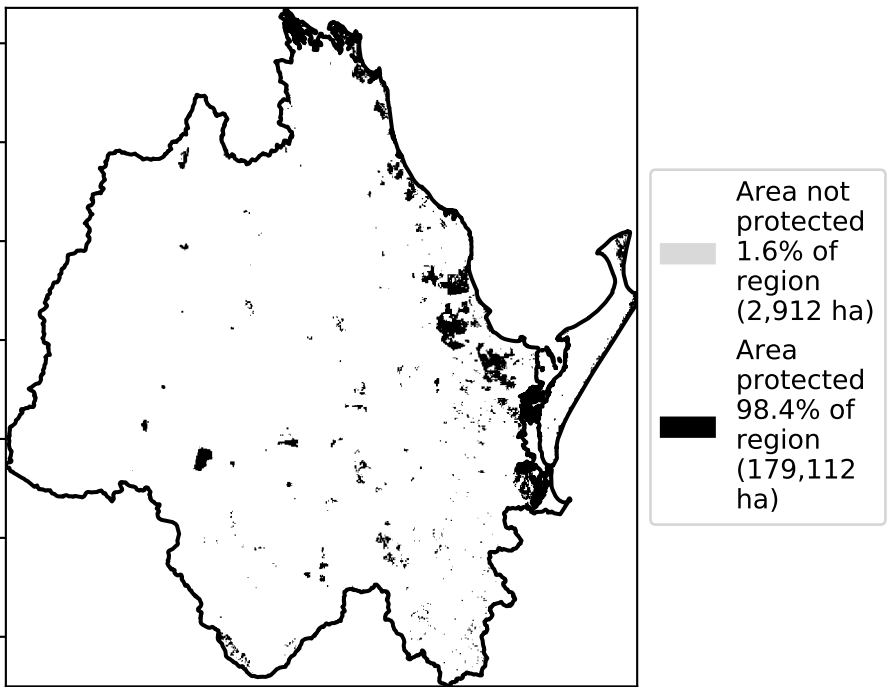 Area not
protected
1.6% of
region
(2,912 ha)
Area
protected
98.4% of
region
(179,112
ha)